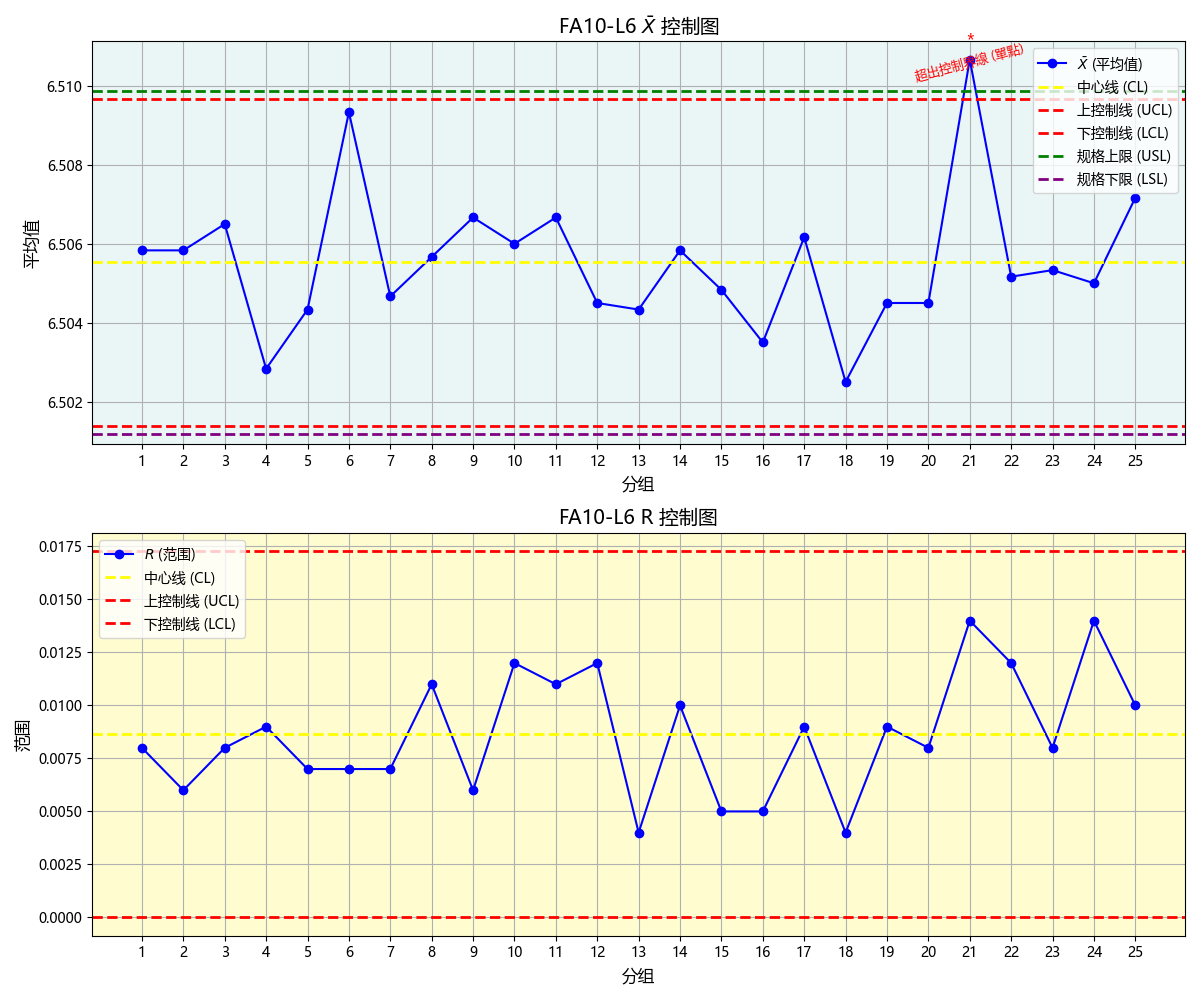 FA10-L6 X̄ 控制图
*
超出控制界線 (單點)
X̄ (平均值)
中心线 (CL)
上控制线 (UCL)
下控制线 (LCL)
规格上限 (USL)
规格下限 (LSL)
平均值
6.510
6.508
6.506
6.504
6.502
1 2 3 4 5 6 7 8 9 10 11 12 13 14 15 16 17 18 19 20 21 22 23 24 25
分组
FA10-L6 R 控制图
R (范围)
中心线 (CL)
上控制线 (UCL)
下控制线 (LCL)
范围
0.0175
0.0150
0.0125
0.0100
0.0075
0.0050
0.0025
0.0000
1 2 3 4 5 6 7 8 9 10 11 12 13 14 15 16 17 18 19 20 21 22 23 24 25
分组